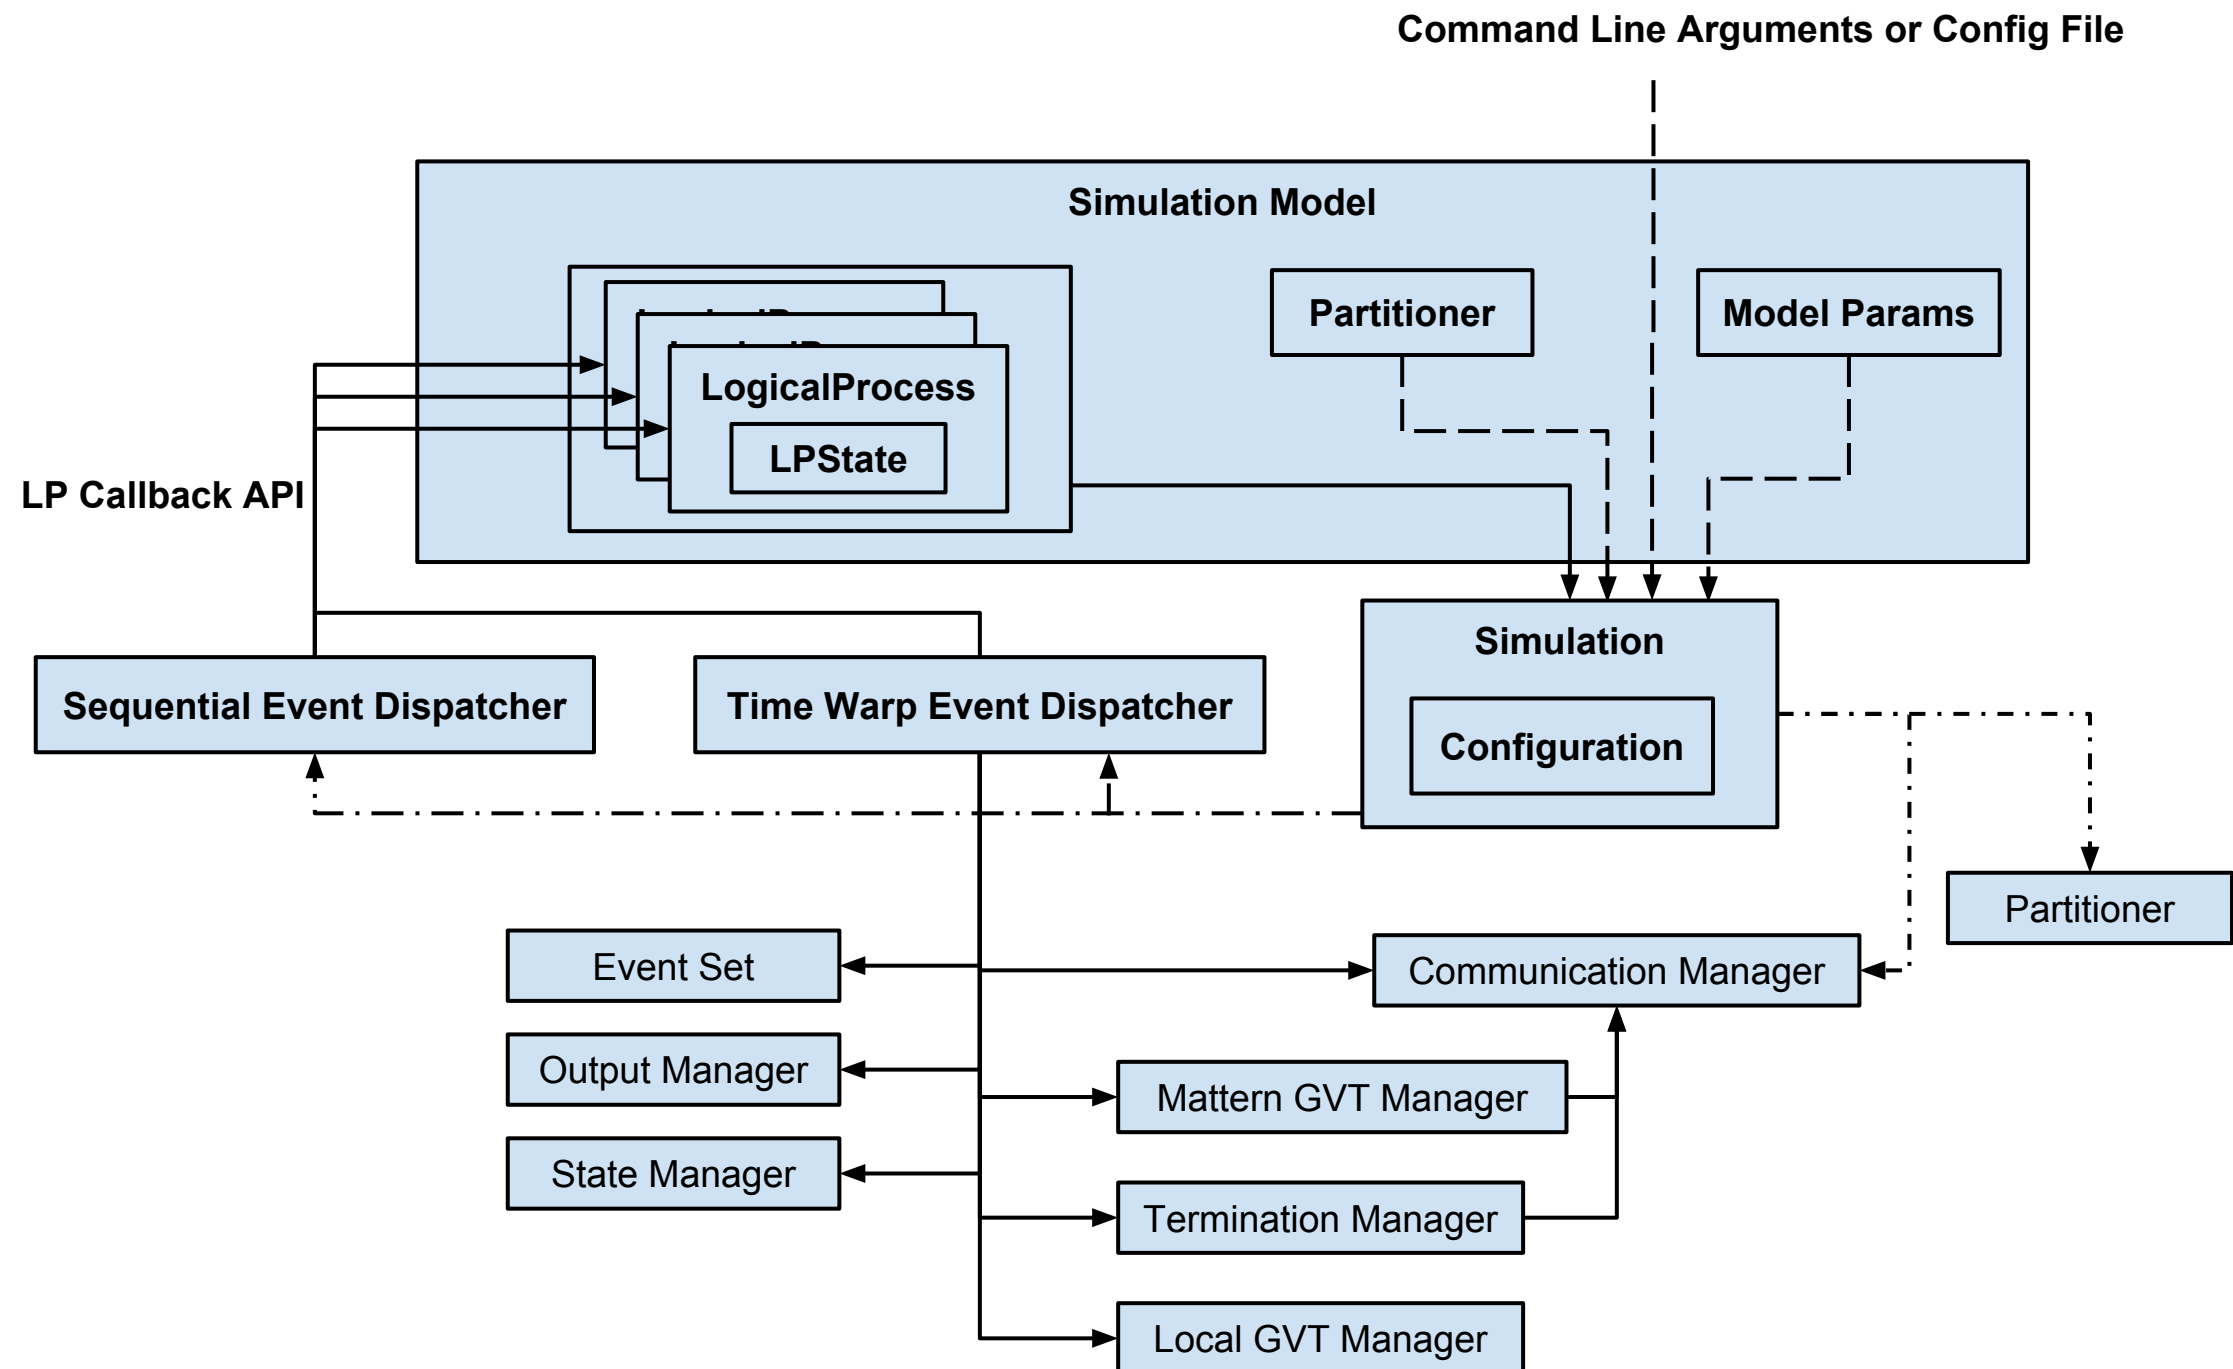 Command Line Arguments or Config File
Simulation Model
Partitioner
Model Params
LogicalProcess
LPState
LP Callback API
Simulation
Sequential Event Dispatcher
Time Warp Event Dispatcher
Configuration
Partitioner
Event Set
Communication Manager
Output Manager
Mattern GVT Manager
State Manager
Termination Manager
Local GVT Manager